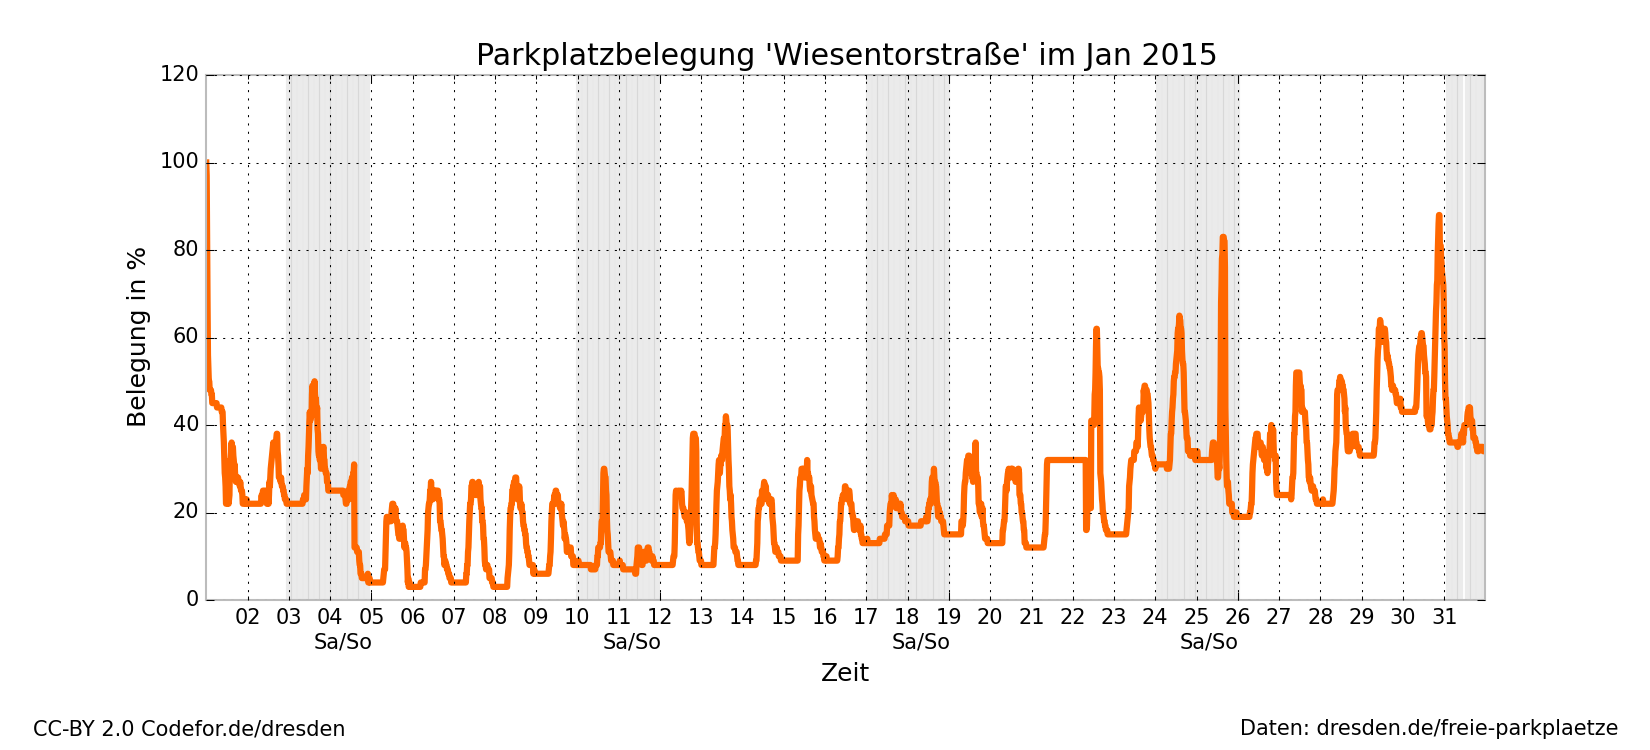 Parkplatzbelegung 'Wiesentorstraße' im Jan 2015
120
100
80
60
40
20
0
Belegung in %
02 03 04 05 06 07 08 09 10 11 12 13 14 15 16 17 18 19 20 21 22 23 24 25 26 27 28 29 30 31
Sa/So Sa/So Sa/So Sa/So
Zeit
CC-BY 2.0 Codefor.de/dresden
Daten: dresden.de/freie-parkplaetze